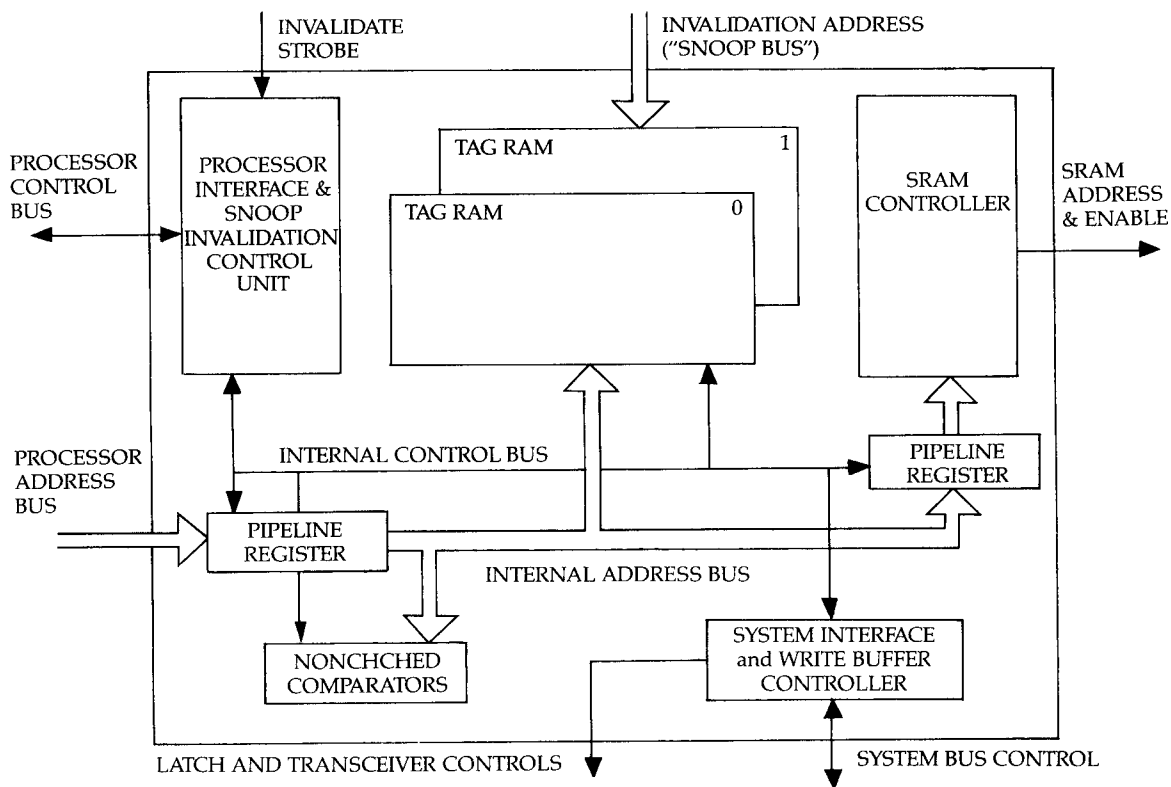 INVALIDATE
STROBE
INVALIDATION ADDRESS
("SNOOP BUS")
PROCESSOR
CONTROL
BUS
PROCESSOR
INTERFACE &
SNOOP
INVALIDATION
CONTROL
UNIT
TAG RAM 1
TAG RAM 0
SRAM
CONTROLLER
SRAM
ADDRESS
& ENABLE
PROCESSOR
ADDRESS
BUS
INTERNAL CONTROL BUS
PIPELINE
REGISTER
PIPELINE
REGISTER
INTERNAL ADDRESS BUS
NONCHCHED
COMPARATORS
SYSTEM INTERFACE
and WRITE BUFFER
CONTROLLER
LATCH AND TRANSCEIVER CONTROLS
SYSTEM BUS CONTROL